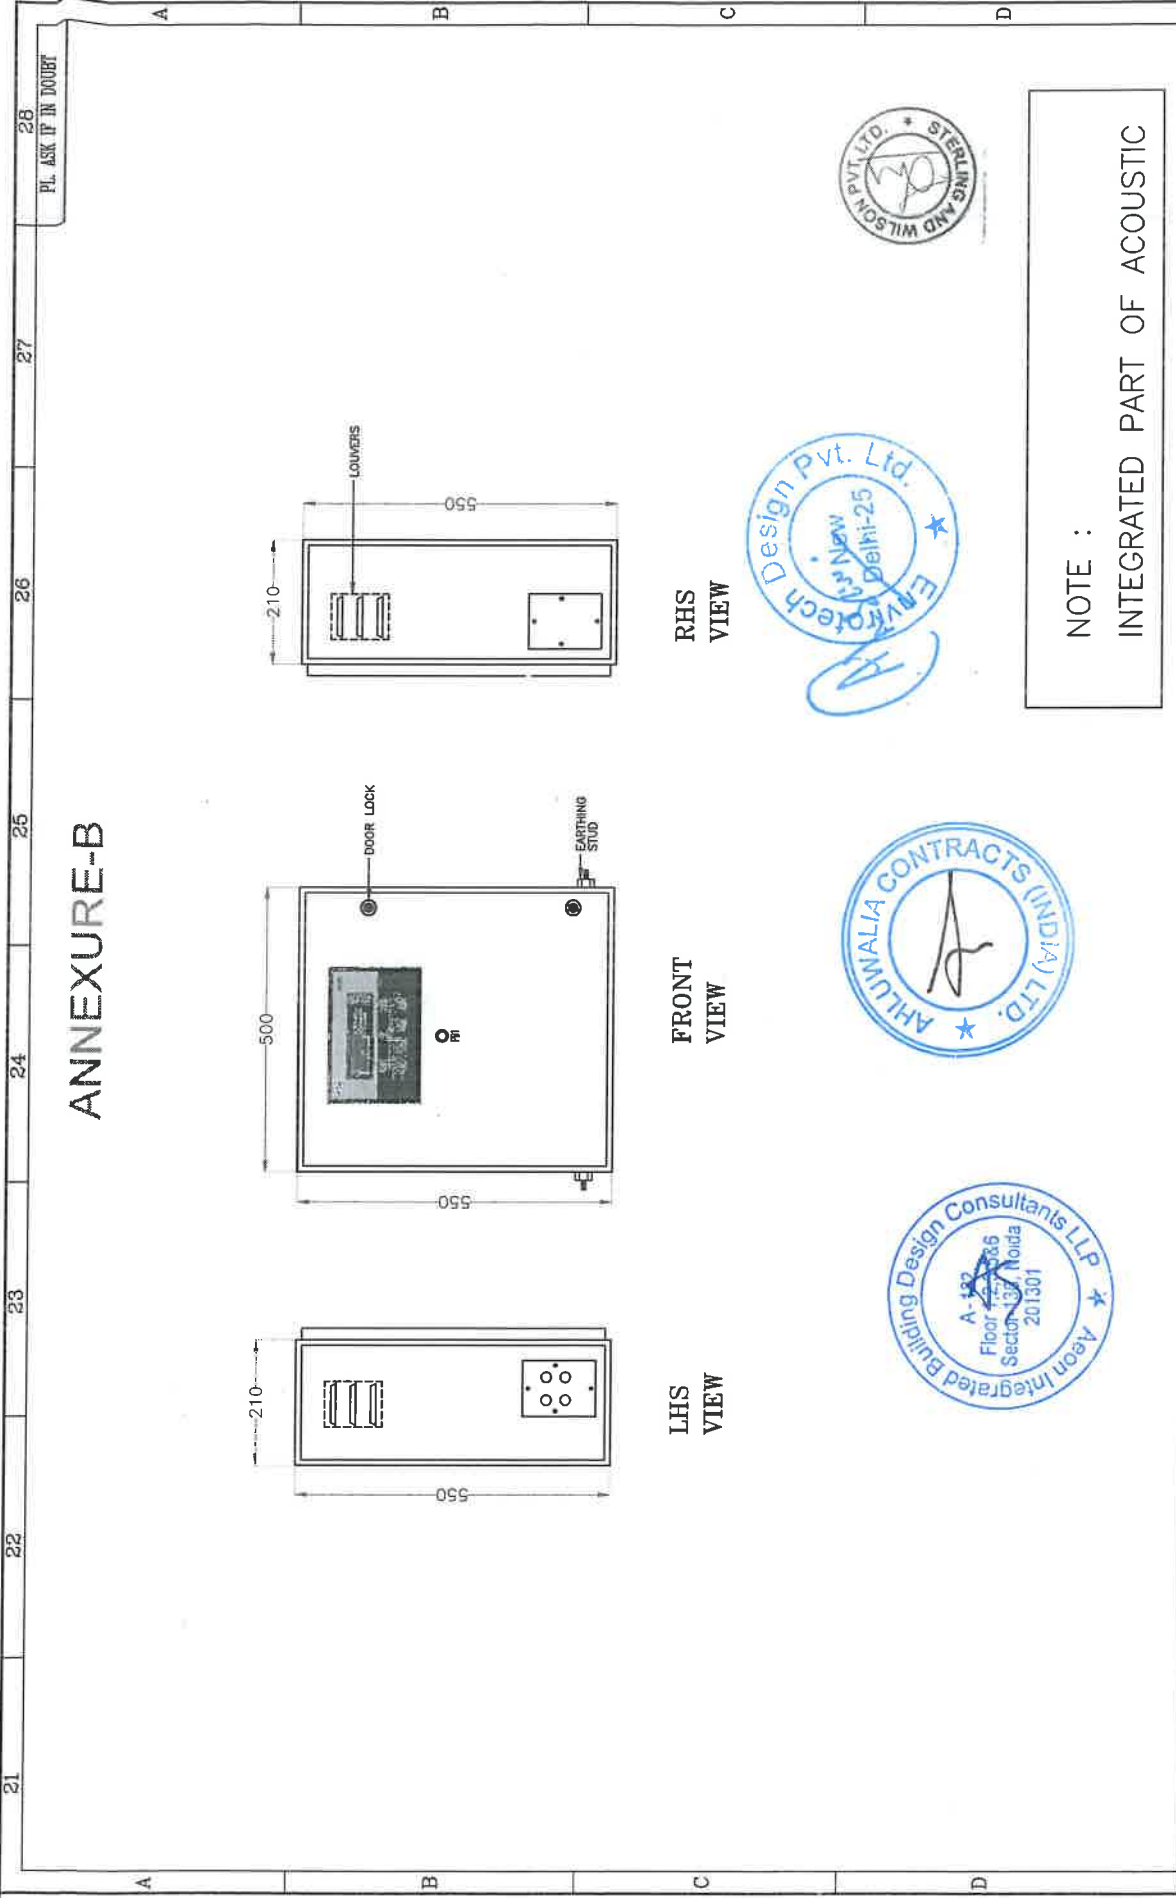 21 22 23 24 25 26 27 28
PL. ASK IF IN DOUBT
A
B
C
D
A
B
C
D
ANNEXURE-B
210
550
LHS
VIEW
500
550
DOOR LOCK
EARTHING
STUD
PB1
FRONT
VIEW
210
550
LOUVERS
RHS
VIEW
Aeon Integrated Building Design Consultants LLP
Floor
Noida
201301
AHLUWALIA CONTRACTS (INDIA) LTD.
Envirotech Design Pvt. Ltd.
New
Delhi-25
STERLING AND WILSON PVT. LTD.
NOTE :
INTEGRATED PART OF ACOUSTIC